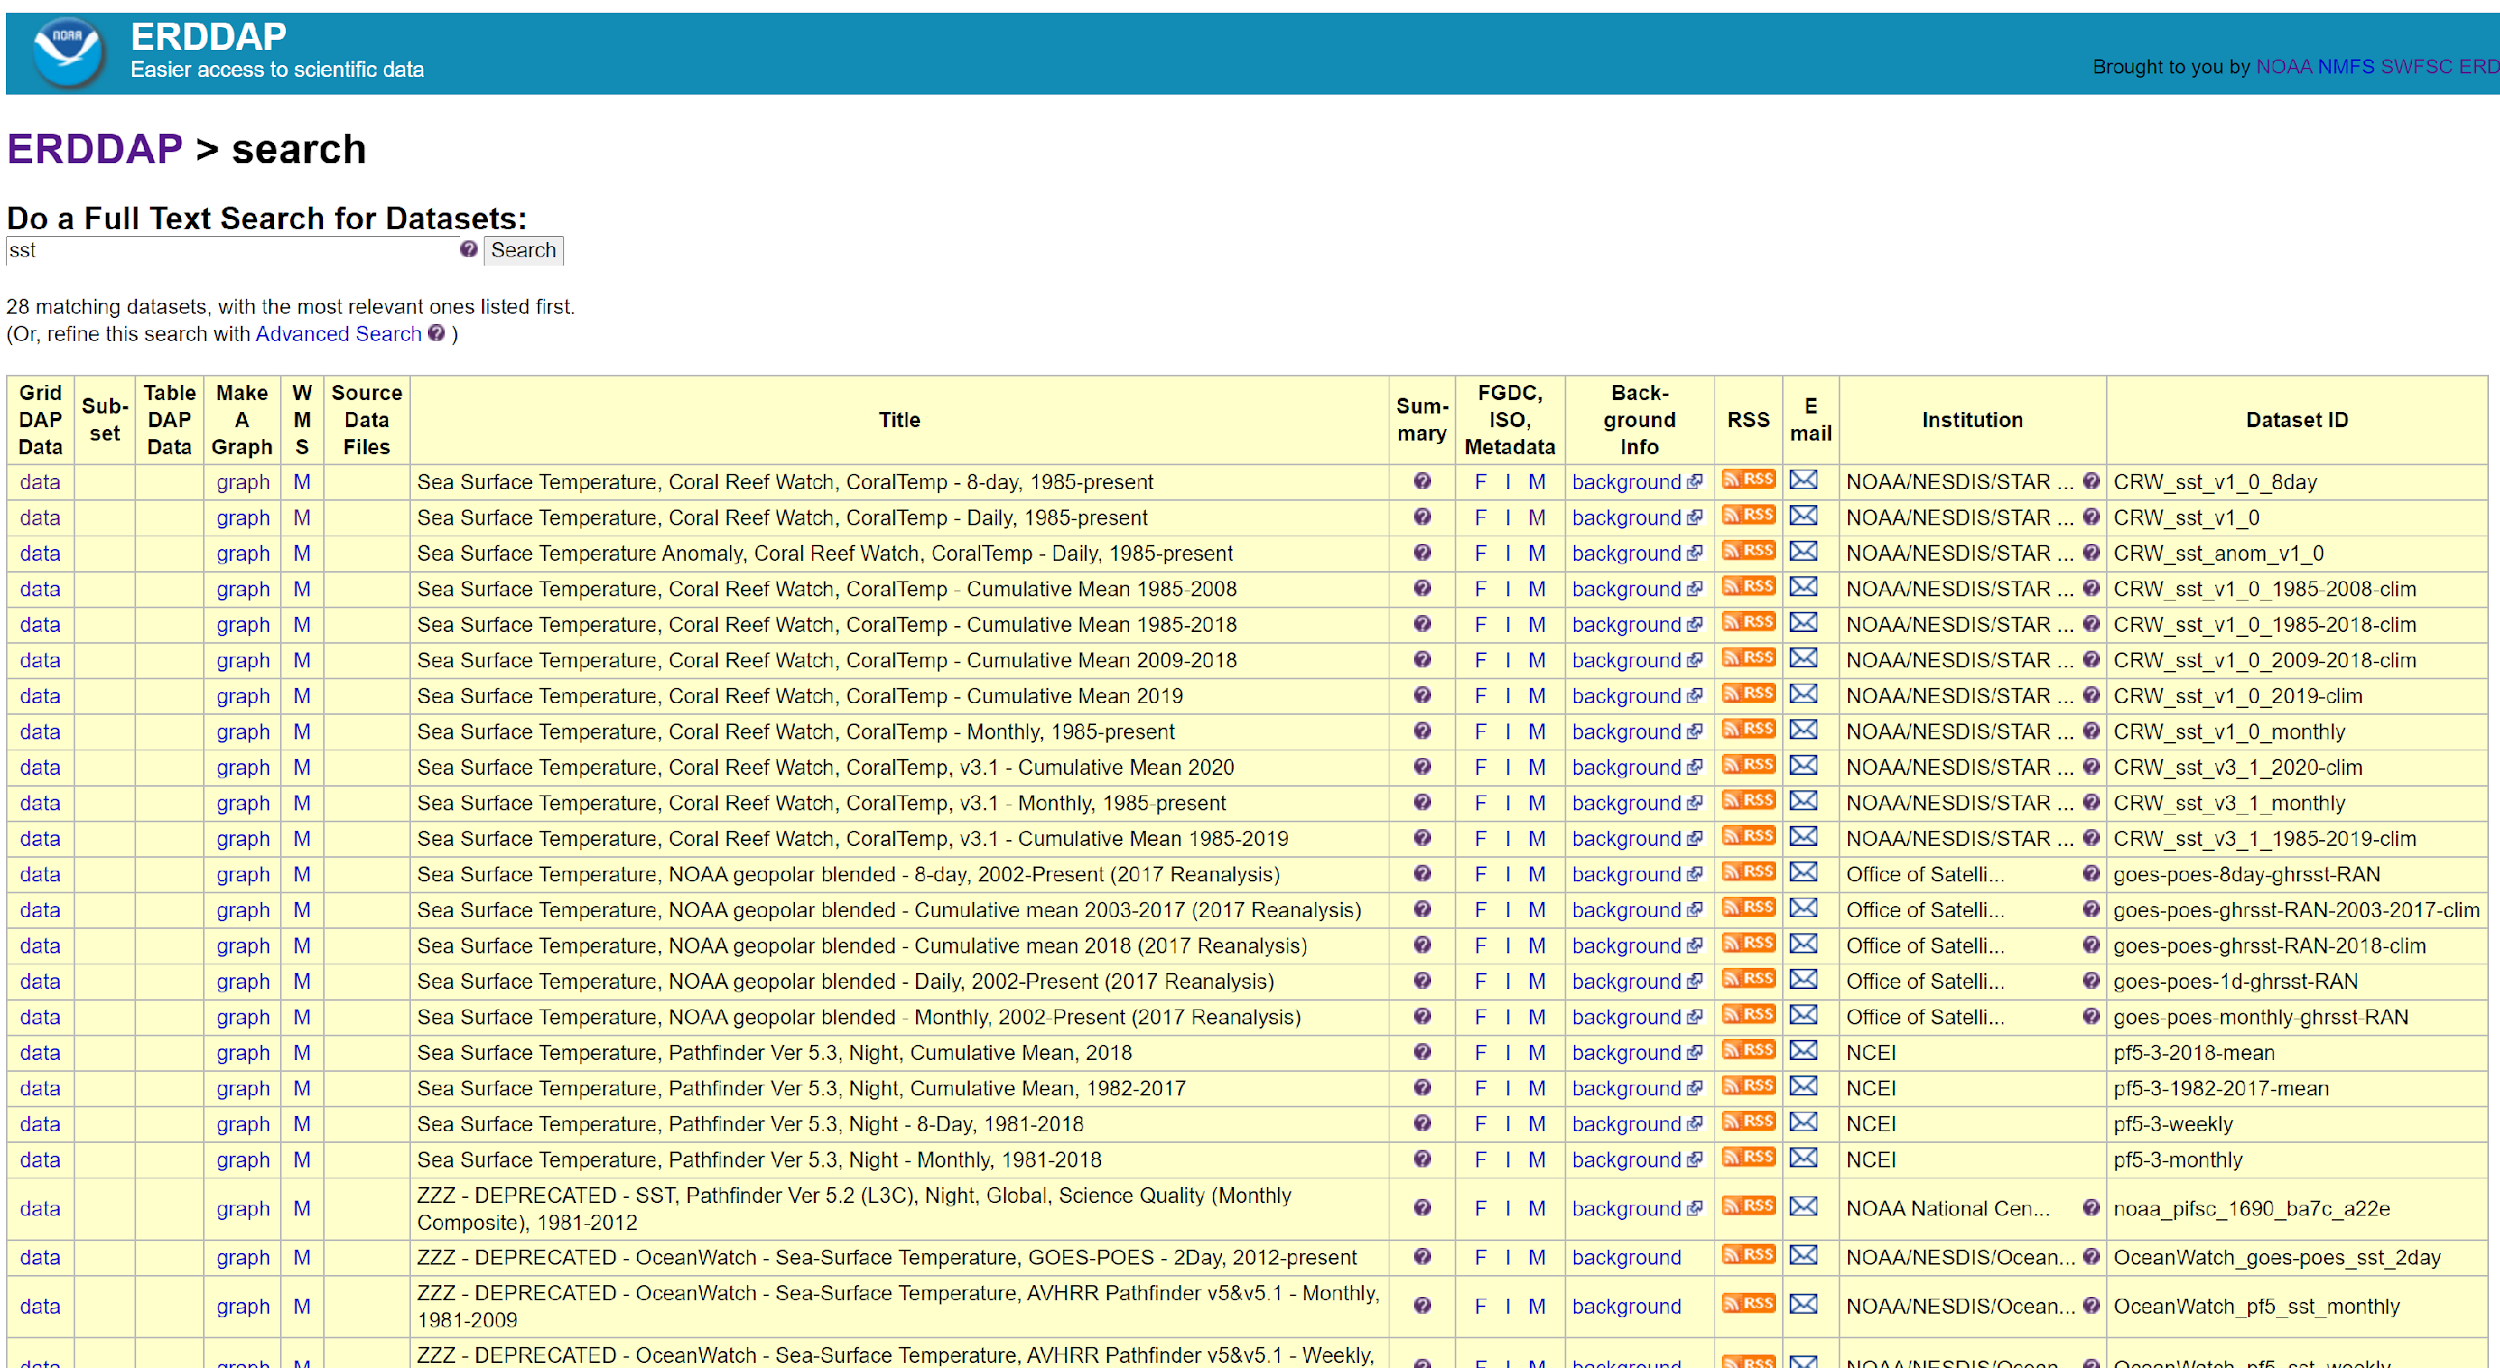 NOAA
ERDDAP
Easier access to scientific data
Brought to you by NOAA NMFS SWFSC ERD
ERDDAP > search
Do a Full Text Search for Datasets:
sst ? Search
28 matching datasets, with the most relevant ones listed first.
(Or, refine this search with Advanced Search ? )
Grid DAP Data Sub-set Table DAP Data Make A Graph W M S Source Data Files Title Sum-mary FGDC, ISO, Metadata Back-ground Info RSS E mail Institution Dataset ID
data graph M Sea Surface Temperature, Coral Reef Watch, CoralTemp - 8-day, 1985-present ? F I M background RSS NOAA/NESDIS/STAR ... ? CRW_sst_v1_0_8day
data graph M Sea Surface Temperature, Coral Reef Watch, CoralTemp - Daily, 1985-present ? F I M background RSS NOAA/NESDIS/STAR ... ? CRW_sst_v1_0
data graph M Sea Surface Temperature Anomaly, Coral Reef Watch, CoralTemp - Daily, 1985-present ? F I M background RSS NOAA/NESDIS/STAR ... ? CRW_sst_anom_v1_0
data graph M Sea Surface Temperature, Coral Reef Watch, CoralTemp - Cumulative Mean 1985-2008 ? F I M background RSS NOAA/NESDIS/STAR ... ? CRW_sst_v1_0_1985-2008-clim
data graph M Sea Surface Temperature, Coral Reef Watch, CoralTemp - Cumulative Mean 1985-2018 ? F I M background RSS NOAA/NESDIS/STAR ... ? CRW_sst_v1_0_1985-2018-clim
data graph M Sea Surface Temperature, Coral Reef Watch, CoralTemp - Cumulative Mean 2009-2018 ? F I M background RSS NOAA/NESDIS/STAR ... ? CRW_sst_v1_0_2009-2018-clim
data graph M Sea Surface Temperature, Coral Reef Watch, CoralTemp - Cumulative Mean 2019 ? F I M background RSS NOAA/NESDIS/STAR ... ? CRW_sst_v1_0_2019-clim
data graph M Sea Surface Temperature, Coral Reef Watch, CoralTemp - Monthly, 1985-present ? F I M background RSS NOAA/NESDIS/STAR ... ? CRW_sst_v1_0_monthly
data graph M Sea Surface Temperature, Coral Reef Watch, CoralTemp, v3.1 - Cumulative Mean 2020 ? F I M background RSS NOAA/NESDIS/STAR ... ? CRW_sst_v3_1_2020-clim
data graph M Sea Surface Temperature, Coral Reef Watch, CoralTemp, v3.1 - Monthly, 1985-present ? F I M background RSS NOAA/NESDIS/STAR ... ? CRW_sst_v3_1_monthly
data graph M Sea Surface Temperature, Coral Reef Watch, CoralTemp, v3.1 - Cumulative Mean 1985-2019 ? F I M background RSS NOAA/NESDIS/STAR ... ? CRW_sst_v3_1_1985-2019-clim
data graph M Sea Surface Temperature, NOAA geopolar blended - 8-day, 2002-Present (2017 Reanalysis) ? F I M background RSS Office of Satelli... ? goes-poes-8day-ghrsst-RAN
data graph M Sea Surface Temperature, NOAA geopolar blended - Cumulative mean 2003-2017 (2017 Reanalysis) ? F I M background RSS Office of Satelli... ? goes-poes-ghrsst-RAN-2003-2017-clim
data graph M Sea Surface Temperature, NOAA geopolar blended - Cumulative mean 2018 (2017 Reanalysis) ? F I M background RSS Office of Satelli... ? goes-poes-ghrsst-RAN-2018-clim
data graph M Sea Surface Temperature, NOAA geopolar blended - Daily, 2002-Present (2017 Reanalysis) ? F I M background RSS Office of Satelli... ? goes-poes-1d-ghrsst-RAN
data graph M Sea Surface Temperature, NOAA geopolar blended - Monthly, 2002-Present (2017 Reanalysis) ? F I M background RSS Office of Satelli... ? goes-poes-monthly-ghrsst-RAN
data graph M Sea Surface Temperature, Pathfinder Ver 5.3, Night, Cumulative Mean, 2018 ? F I M background RSS NCEI pf5-3-2018-mean
data graph M Sea Surface Temperature, Pathfinder Ver 5.3, Night, Cumulative Mean, 1982-2017 ? F I M background RSS NCEI pf5-3-1982-2017-mean
data graph M Sea Surface Temperature, Pathfinder Ver 5.3, Night - 8-Day, 1981-2018 ? F I M background RSS NCEI pf5-3-weekly
data graph M Sea Surface Temperature, Pathfinder Ver 5.3, Night - Monthly, 1981-2018 ? F I M background RSS NCEI pf5-3-monthly
data graph M ZZZ - DEPRECATED - SST, Pathfinder Ver 5.2 (L3C), Night, Global, Science Quality (Monthly
Composite), 1981-2012 ? F I M background RSS NOAA National Cen... ? noaa_pifsc_1690_ba7c_a22e
data graph M ZZZ - DEPRECATED - OceanWatch - Sea-Surface Temperature, GOES-POES - 2Day, 2012-present ? F I M background RSS NOAA/NESDIS/Ocean... ? OceanWatch_goes-poes_sst_2day
data graph M ZZZ - DEPRECATED - OceanWatch - Sea-Surface Temperature, AVHRR Pathfinder v5&v5.1 - Monthly,
1981-2009 ? F I M background RSS NOAA/NESDIS/Ocean... ? OceanWatch_pf5_sst_monthly
data graph M ZZZ - DEPRECATED - OceanWatch - Sea-Surface Temperature, AVHRR Pathfinder v5&v5.1 - Weekly, ? F I M background RSS NOAA/NESDIS/Ocean... ? OceanWatch_pf5_sst_weekly